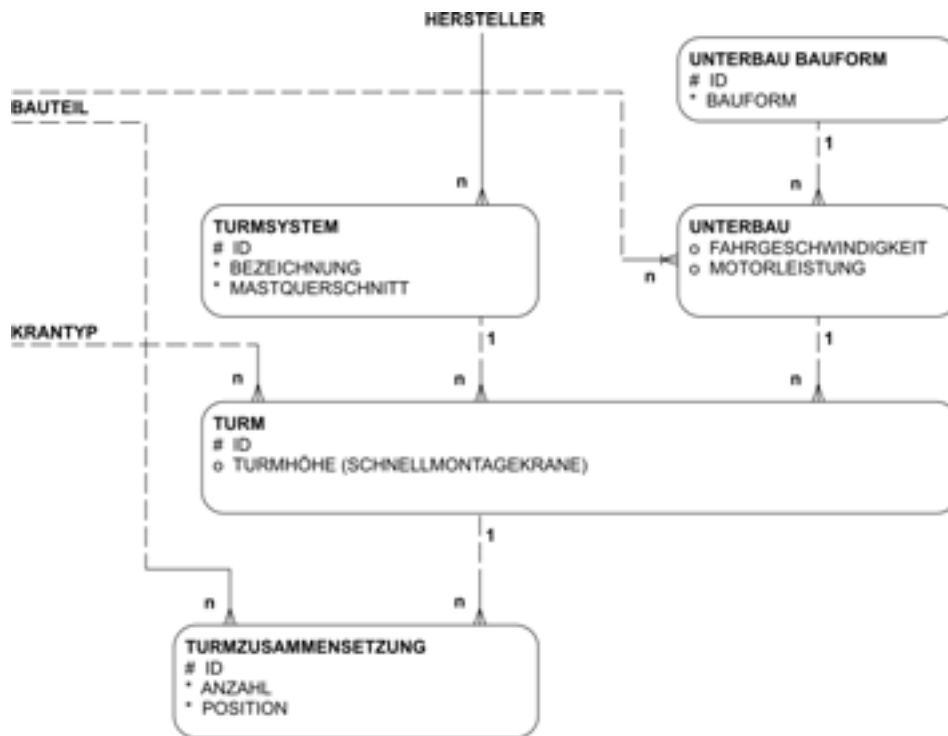 HERSTELLER
UNTERBAU BAUFORM
# ID
* BAUFORM
BAUTEIL
1
n
n
TURMSYSTEM
# ID
* BEZEICHNUNG
* MASTQUERSCHNITT
UNTERBAU
o FAHRGESCHWINDIGKEIT
o MOTORLEISTUNG
n
KRANTYP
1
1
n
n
n
TURM
# ID
o TURMHÖHE (SCHNELLMONTAGEKRANE)
1
n
n
TURMZUSAMMENSETZUNG
# ID
* ANZAHL
* POSITION